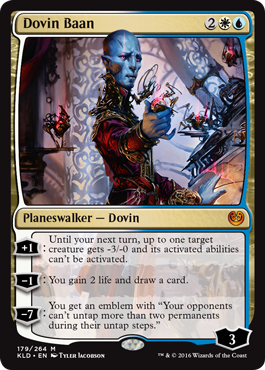 Dovin Baan 2
Planeswalker — Dovin
+1: Until your next turn, up to one target
creature gets -3/-0 and its activated abilities
can't be activated.
-1: You gain 2 life and draw a card.
-7: You get an emblem with “Your opponents
can't untap more than two permanents
during their untap steps.”
3
179/264 M
KLD • EN Tyler Jacobson ™ & © 2016 Wizards of the Coast